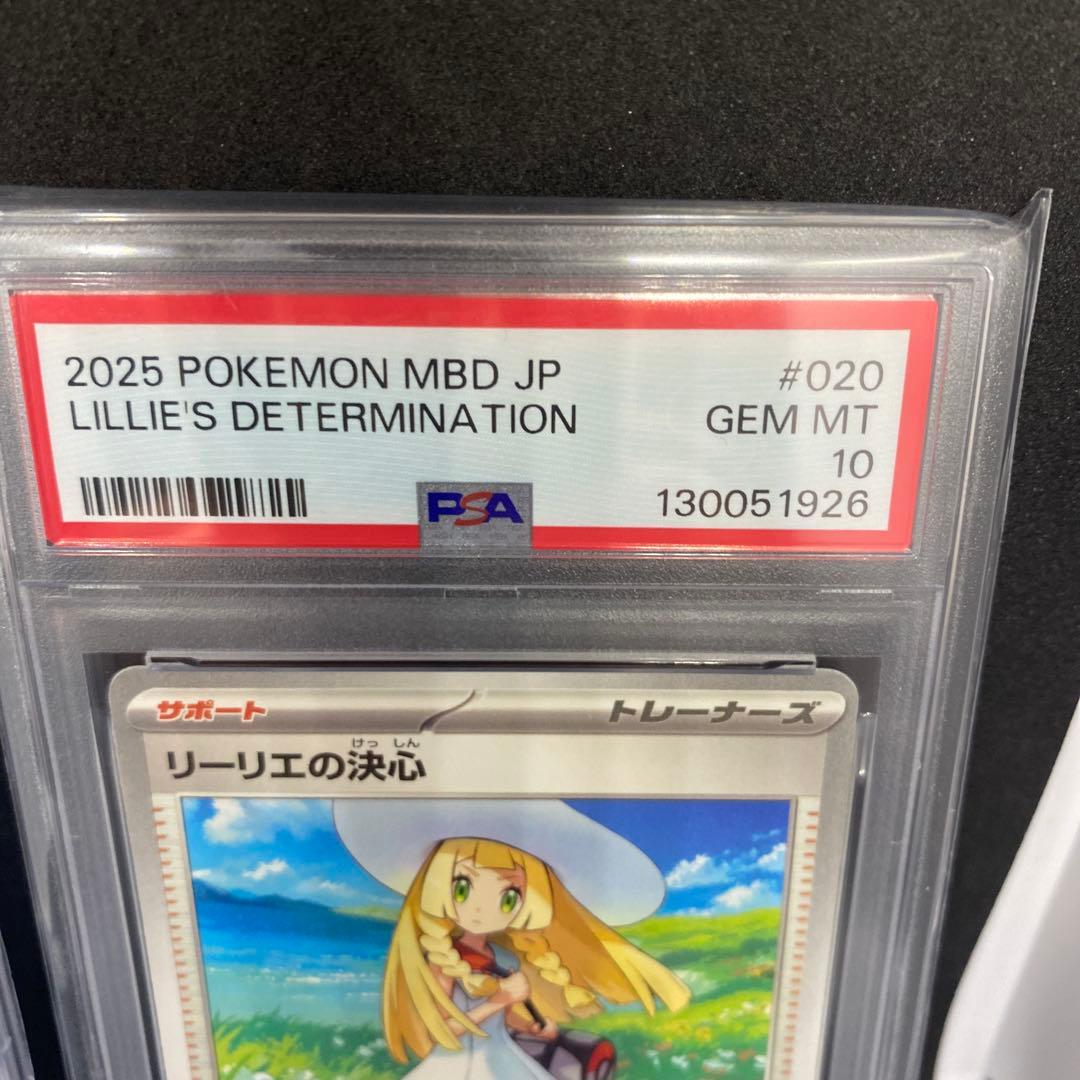 2025 POKEMON MBD JP #020
LILLIE'S DETERMINATION GEM MT
10
PSA 130051926
サポート トレーナーズ
けっ しん
リーリエの決心